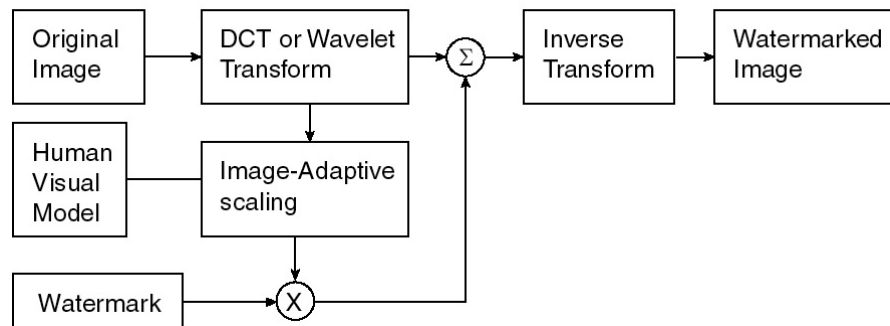 Original
Image
DCT or Wavelet
Transform
Σ
Inverse
Transform
Watermarked
Image
Human
Visual
Model
Image-Adaptive
scaling
Watermark
X